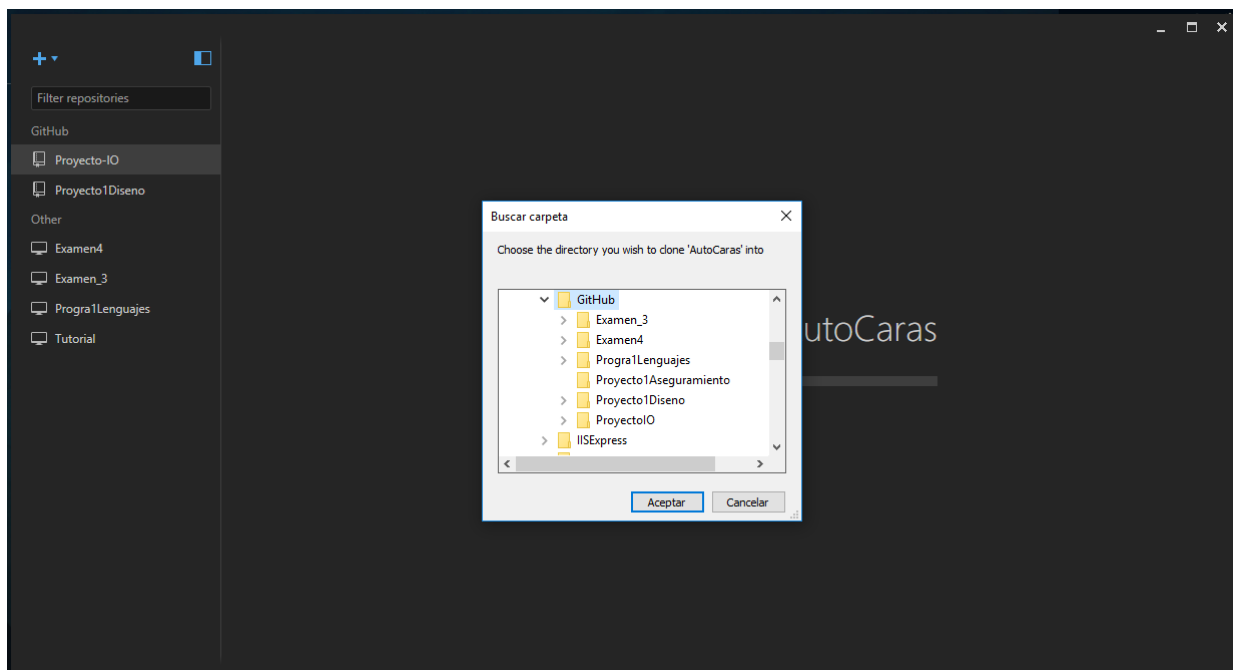 Filter repositories
GitHub
Proyecto-IO
Proyecto1Diseno
Other
Examen4
Examen_3
Progra1Lenguajes
Tutorial
Buscar carpeta
Choose the directory you wish to clone 'AutoCaras' into
GitHub
Examen_3
Examen4
Progra1Lenguajes
Proyecto1Aseguramiento
Proyecto1Diseno
ProyectoIO
IISExpress
Aceptar
Cancelar
utoCaras